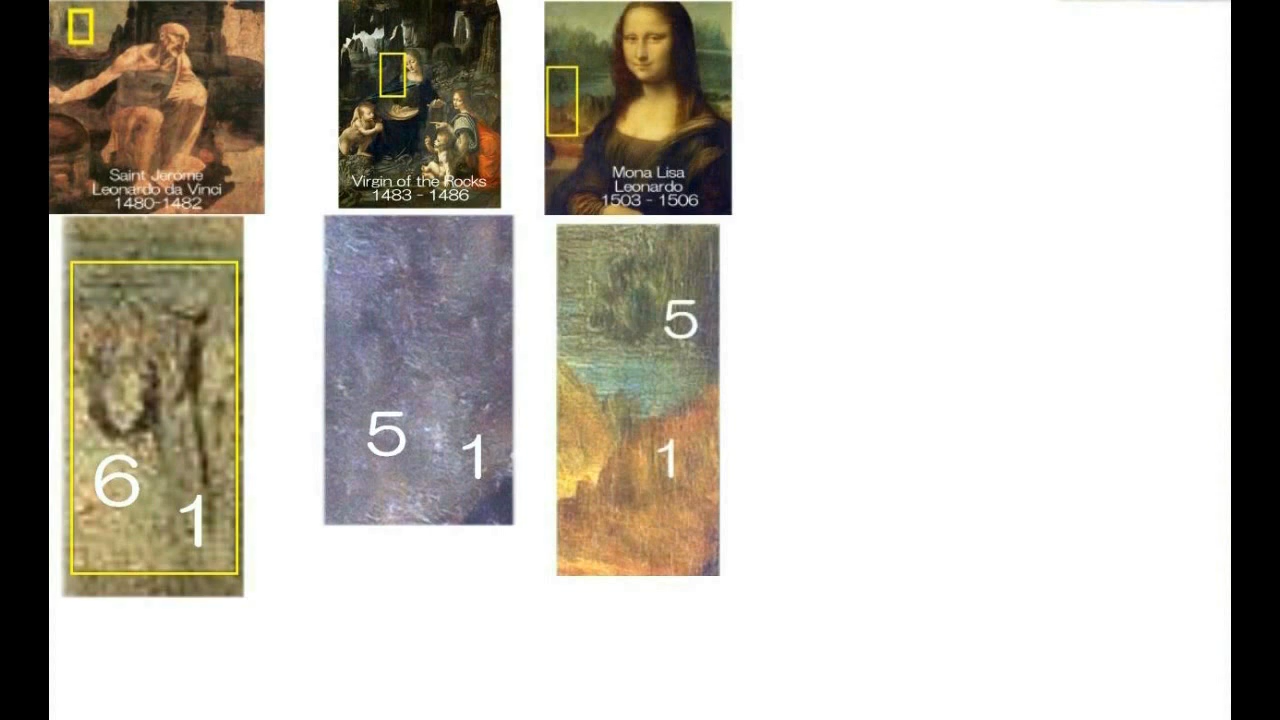 Saint Jerome
Leonardo da Vinci
1480-1482
Virgin of the Rocks
1483 - 1486
Mona Lisa
Leonardo
1503 - 1506
6
1
5
1
5
1